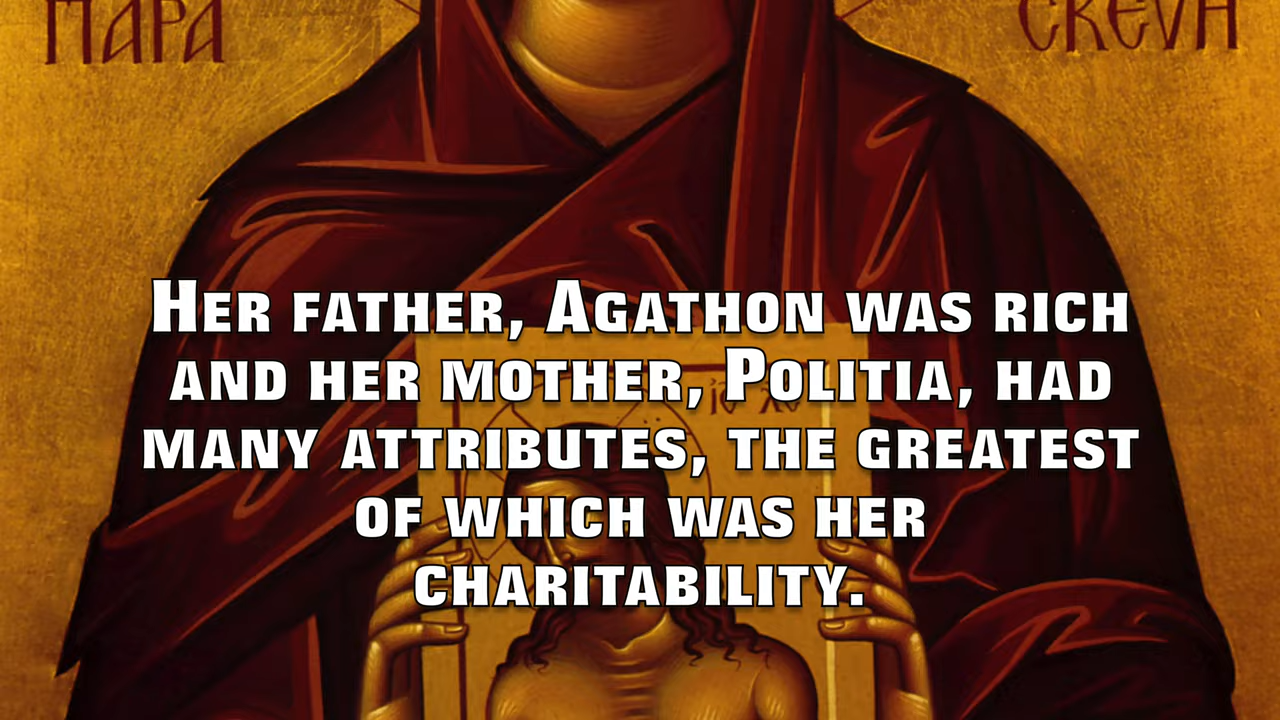 ΠΑΡΑ
СКЕVН
Her father, Agathon was rich
and her mother, Politia, had
many attributes, the greatest
of which was her
charitability.